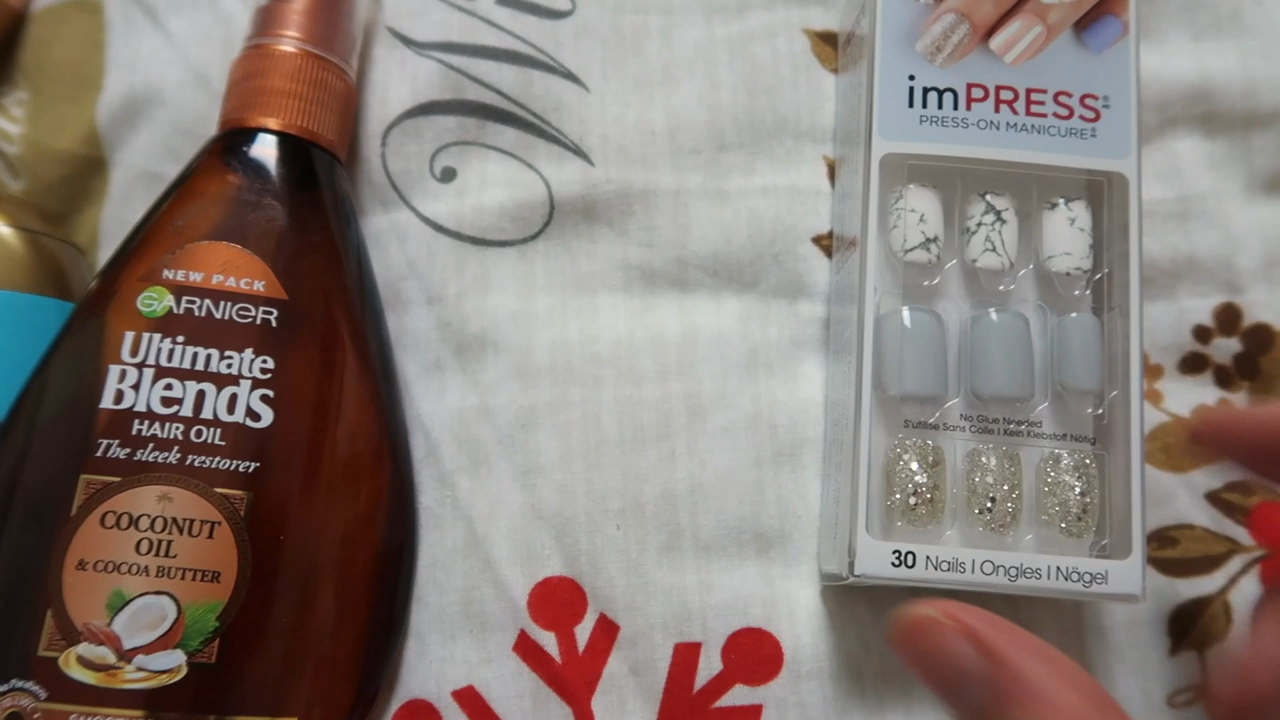 NEW PACK
GARNIER
Ultimate
Blends
HAIR OIL
The sleek restorer
COCONUT
OIL
& COCOA BUTTER
imPRESS®
PRESS-ON MANICURE
No Glue Needed
S'utilise Sans Colle | Kein Klebstoff Nötig
30 Nails | Ongles | Nägel